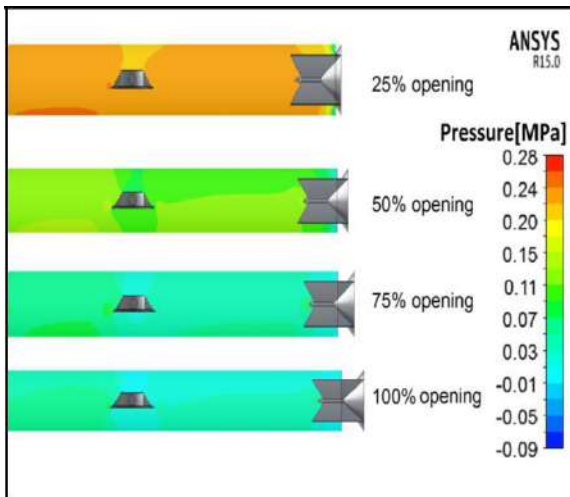 ANSYS
R15.0
25% opening
Pressure[MPa]
0.28
0.24
0.20
50% opening
0.15
0.11
75% opening
0.07
0.03
100% opening
-0.01
-0.05
-0.09